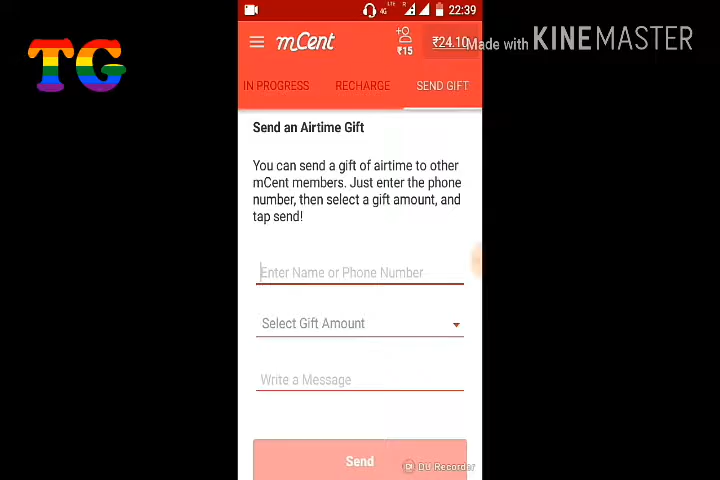 TG
4G LTE R 22:39
mCent
₹15
₹24.10
Made with KINEMASTER
IN PROGRESS RECHARGE SEND GIFT
Send an Airtime Gift
You can send a gift of airtime to other
mCent members. Just enter the phone
number, then select a gift amount, and
tap send!
Enter Name or Phone Number
Select Gift Amount
Write a Message
Send
DU Recorder